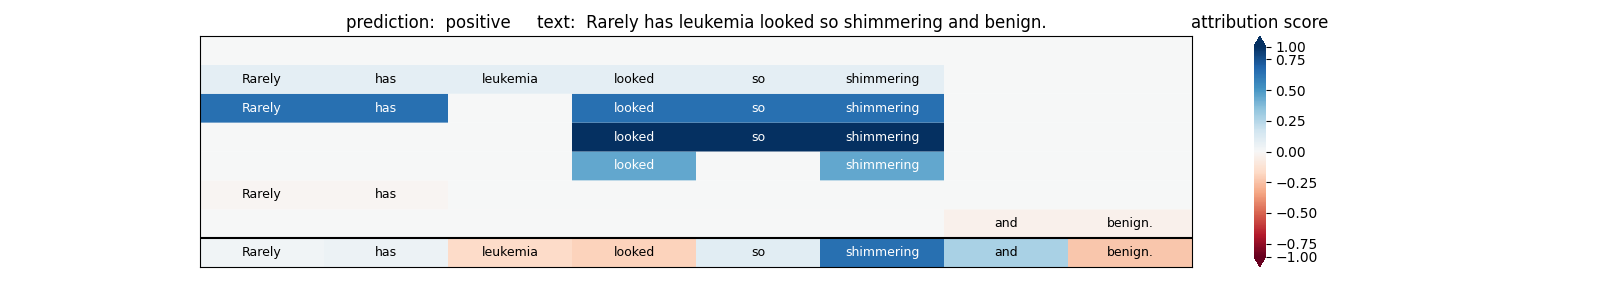 prediction: positive text: Rarely has leukemia looked so shimmering and benign. attribution score
1.00
Rarely has leukemia looked so shimmering 0.75
Rarely has looked so shimmering 0.50
looked so shimmering 0.25
0.00
looked shimmering
Rarely has −0.25
and benign. −0.50
Rarely has leukemia looked so shimmering and benign. −0.75
−1.00